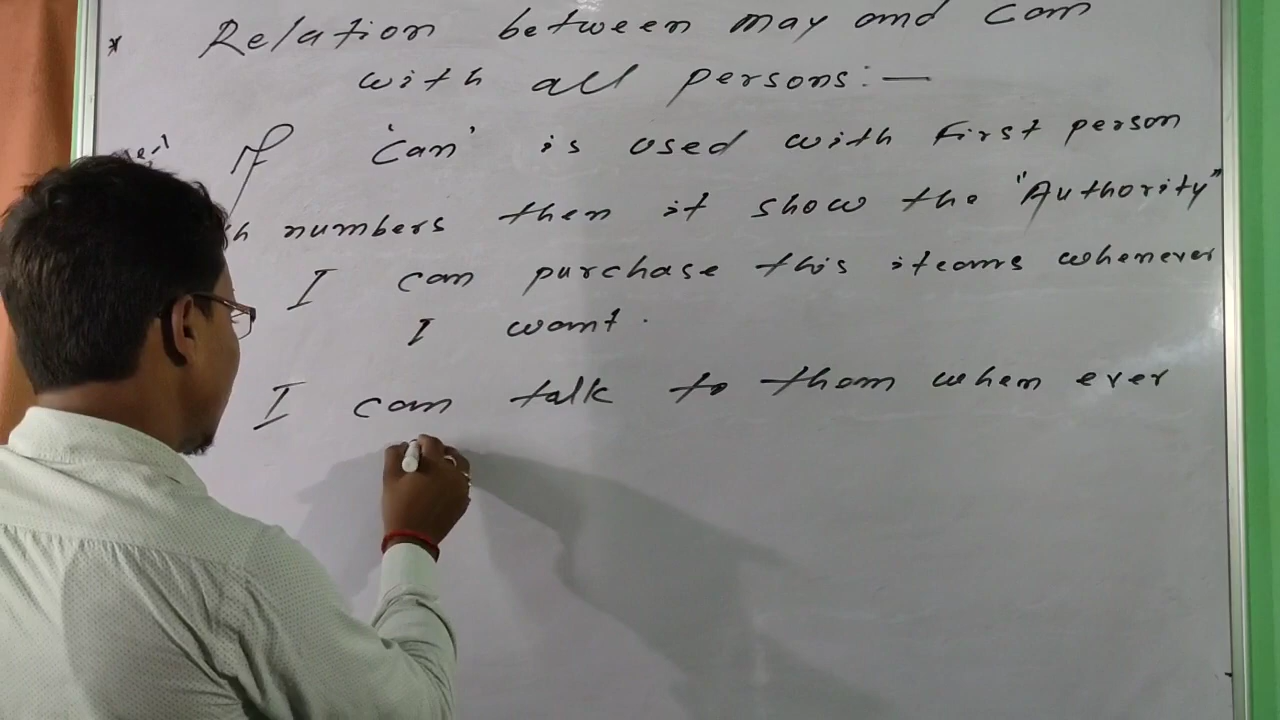 * Relation between may and can
with all persons:—
If 'can' is used with first person
numbers then it show the "Authority"
I can purchase this iteams whenever
I want.
I can talk to them when ever